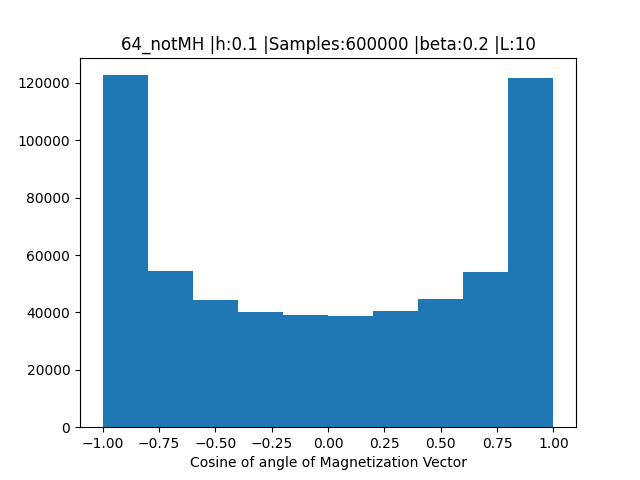 64_notMH |h:0.1 |Samples:600000 |beta:0.2 |L:10
120000
100000
80000
60000
40000
20000
0
−1.00 −0.75 −0.50 −0.25 0.00 0.25 0.50 0.75 1.00
Cosine of angle of Magnetization Vector